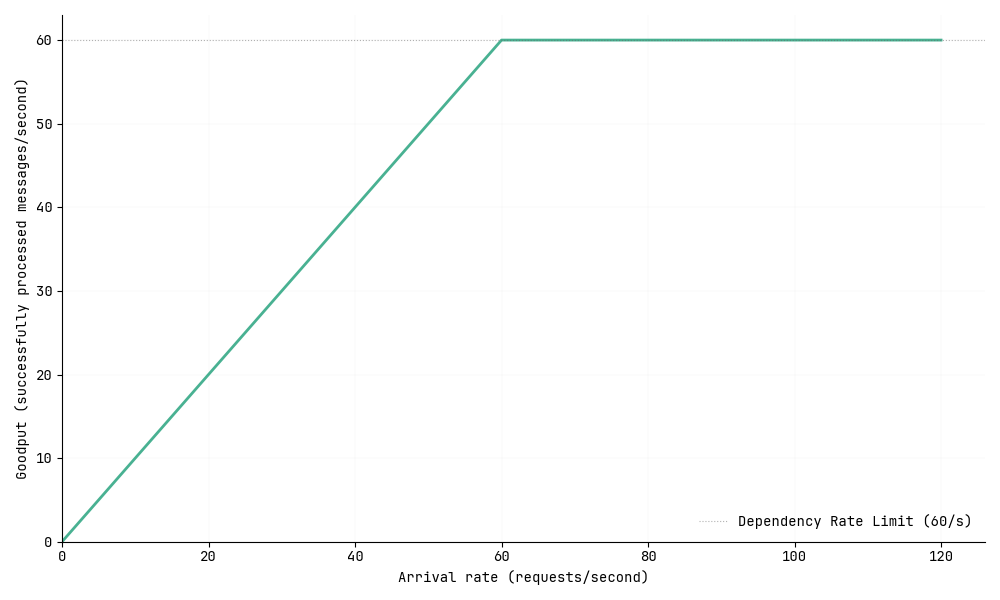 Goodput (successfully processed messages/second)
60
50
40
30
20
10
0
0 20 40 60 80 100 120
Arrival rate (requests/second)
Dependency Rate Limit (60/s)